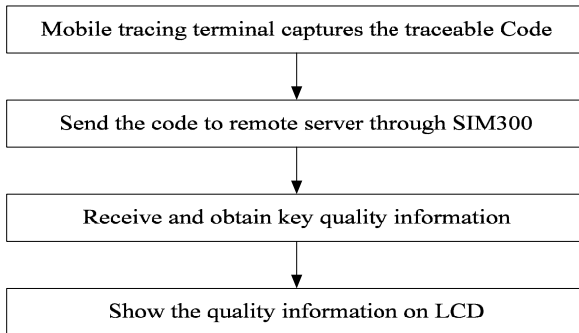 Mobile tracing terminal captures the traceable Code
Send the code to remote server through SIM300
Receive and obtain key quality information
Show the quality information on LCD